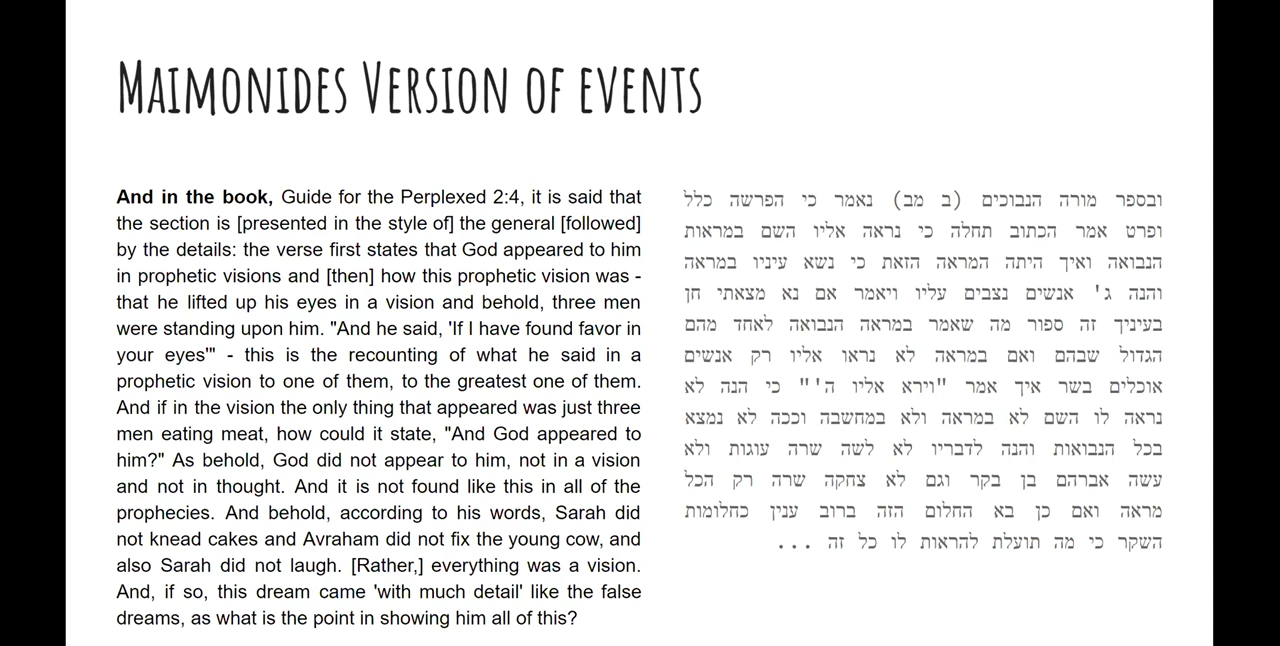 Maimonides Version of events
And in the book, Guide for the Perplexed 2:4, it is said that
the section is [presented in the style of] the general [followed]
by the details: the verse first states that God appeared to him
in prophetic visions and [then] how this prophetic vision was -
that he lifted up his eyes in a vision and behold, three men
were standing upon him. "And he said, 'If I have found favor in
your eyes'" - this is the recounting of what he said in a
prophetic vision to one of them, to the greatest one of them.
And if in the vision the only thing that appeared was just three
men eating meat, how could it state, "And God appeared to
him?" As behold, God did not appear to him, not in a vision
and not in thought. And it is not found like this in all of the
prophecies. And behold, according to his words, Sarah did
not knead cakes and Avraham did not fix the young cow, and
also Sarah did not laugh. [Rather,] everything was a vision.
And, if so, this dream came 'with much detail' like the false
dreams, as what is the point in showing him all of this?
ובספר מורה הנבוכים (ב מב) נאמר כי הפרשה כלל
ופרט אמר הכתוב תחלה כי נראה אליו השם במראות
הנבואה ואיך היתה המראה הזאת כי נשא עיניו במראה
והנה ג' אנשים נצבים עליו ויאמר אם נא מצאתי חן
בעיניך זה ספור מה שאמר במראה הנבואה לאחד מהם
הגדול שבהם ואם במראה לא נראו אליו רק אנשים
אוכלים בשר איך אמר "וירא אליו ה'" כי הנה לא
נראה לו השם לא במראה ולא במחשבה וככה לא נמצא
בכל הנבואות והנה לדבריו לא לשה שרה עוגות ולא
עשה אברהם בן בקר וגם לא צחקה שרה רק הכל
מראה ואם כן בא החלום הזה ברוב ענין כחלומות
השקר כי מה תועלת להראות לו כל זה ...